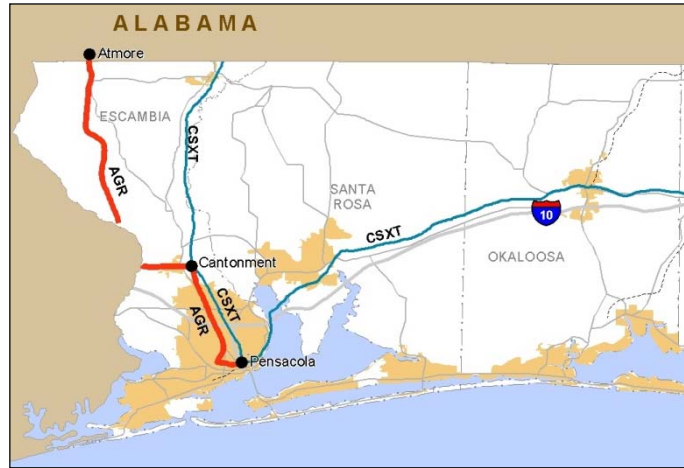 ALABAMA
Atmore
ESCAMBIA
CSXT
AGR
SANTA
ROSA
CSXT
10
OKALOOSA
Cantonment
CSXT
AGR
Pensacola